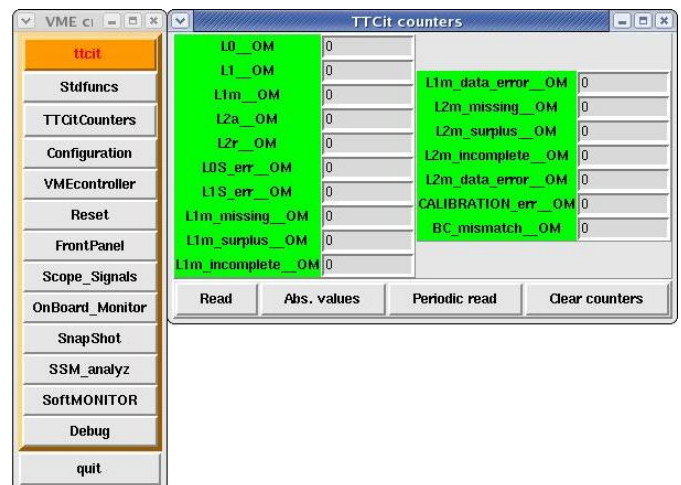 VME cr
ttcit
Stdfuncs
TTCitCounters
Configuration
VMEcontroller
Reset
FrontPanel
Scope_Signals
OnBoard_Monitor
SnapShot
SSM_analyz
SoftMONITOR
Debug
quit
TTCit counters
L0__OM 0
L1__OM 0
L1m__OM 0
L2a__OM 0
L2r__OM 0
L0S_err__OM 0
L1S_err__OM 0
L1m_missing__OM 0
L1m_surplus__OM 0
L1m_incomplete__OM 0
L1m_data_error__OM 0
L2m_missing__OM 0
L2m_surplus__OM 0
L2m_incomplete__OM 0
L2m_data_error__OM 0
CALIBRATION_err__OM 0
BC_mismatch__OM 0
Read Abs. values Periodic read Clear counters